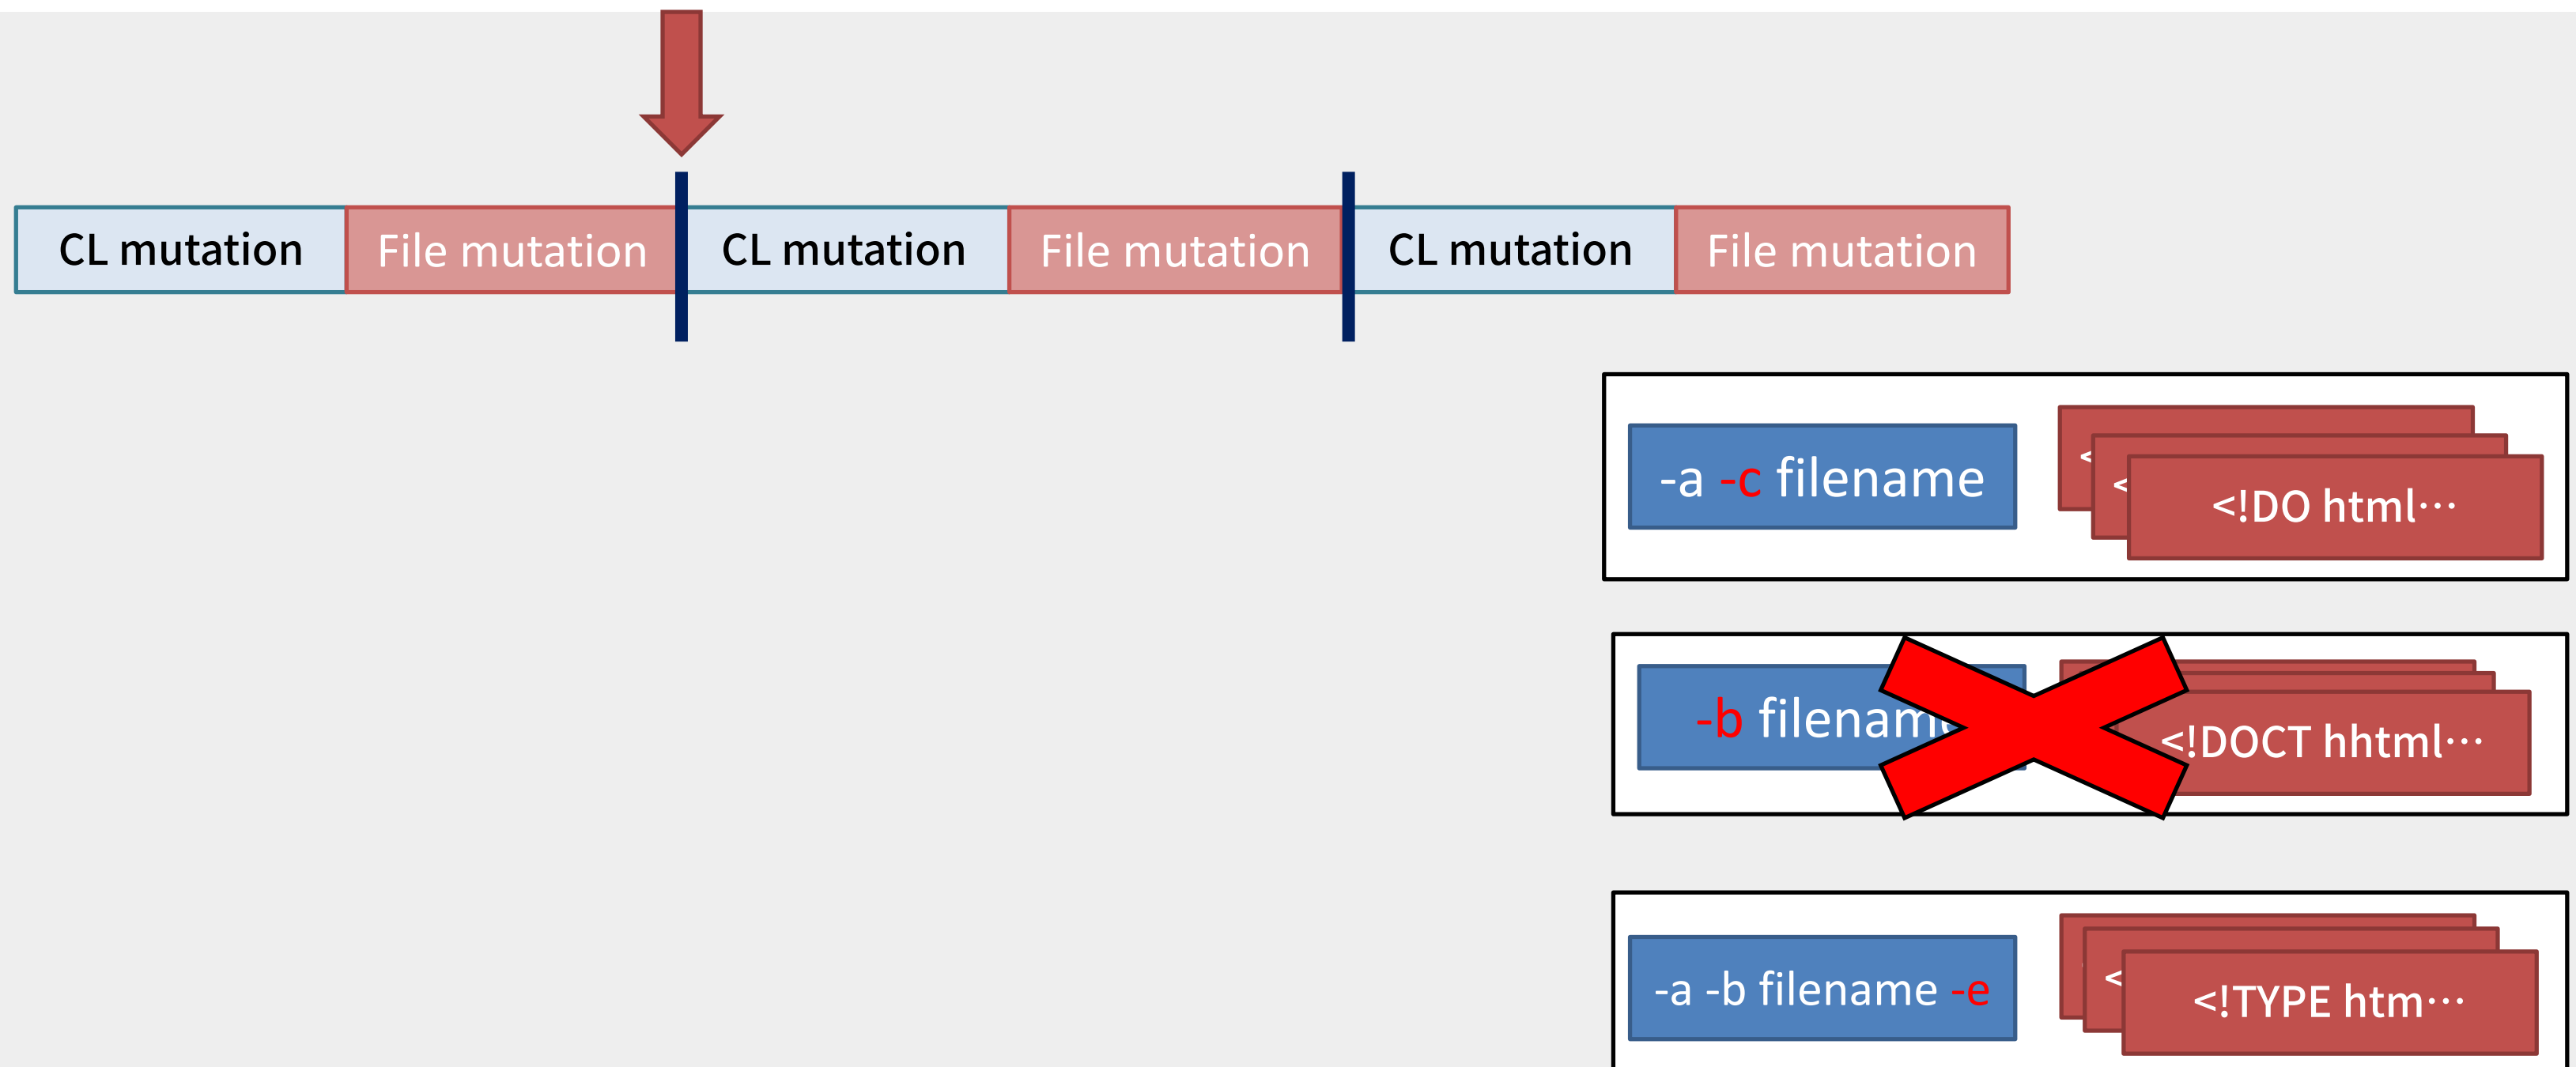 CL mutation File mutation CL mutation File mutation CL mutation File mutation
-a -c filename
<
<
<!DO html…
-b
<!DOCT hhtml…
-a -b filename -e
<
<!TYPE htm…